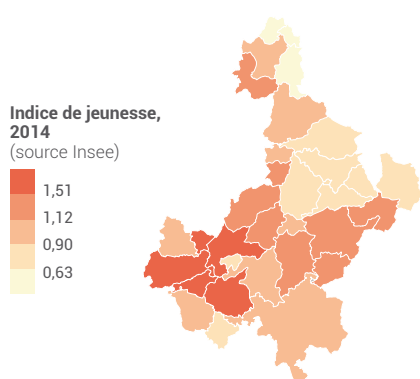 Indice de jeunesse,
2014
(source Insee)
1,51
1,12
0,90
0,63